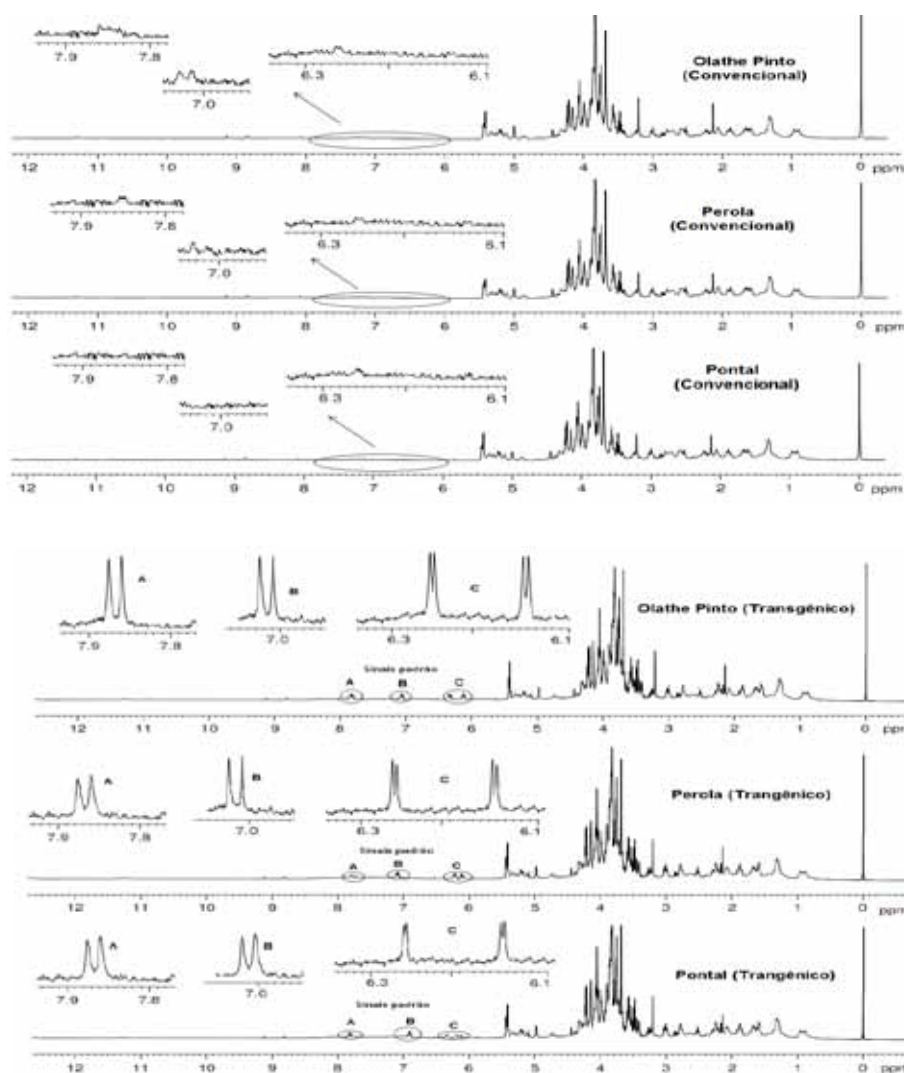 7.9 7.8
6.3 6.1
7.0
Olathe Pinto
(Convencional)
12 11 10 9 8 7 6 5 4 3 2 1 0 ppm
7.9 7.8
6.3 6.1
7.0
Perola
(Convencional)
12 11 10 9 8 7 6 5 4 3 2 1 0 ppm
7.9 7.8
6.3 6.1
7.0
Pontal
(Convencional)
12 11 10 9 8 7 6 5 4 3 2 1 0 ppm
A B C
7.9 7.8 7.0 6.3 6.1
Olathe Pinto (Transgênico)
Sinais padrão
A B C
12 11 10 9 8 7 6 5 4 3 2 1 0 ppm
A B C
7.9 7.8 7.0 6.3 6.1
Perola (Trangênico)
Sinais padrão
A B C
12 11 10 9 8 7 6 5 4 3 2 1 0 ppm
A B C
7.9 7.8 7.0 6.3 6.1
Pontal (Trangênico)
Sinais padrão
A B C
12 11 10 9 8 7 6 5 4 3 2 1 0 ppm